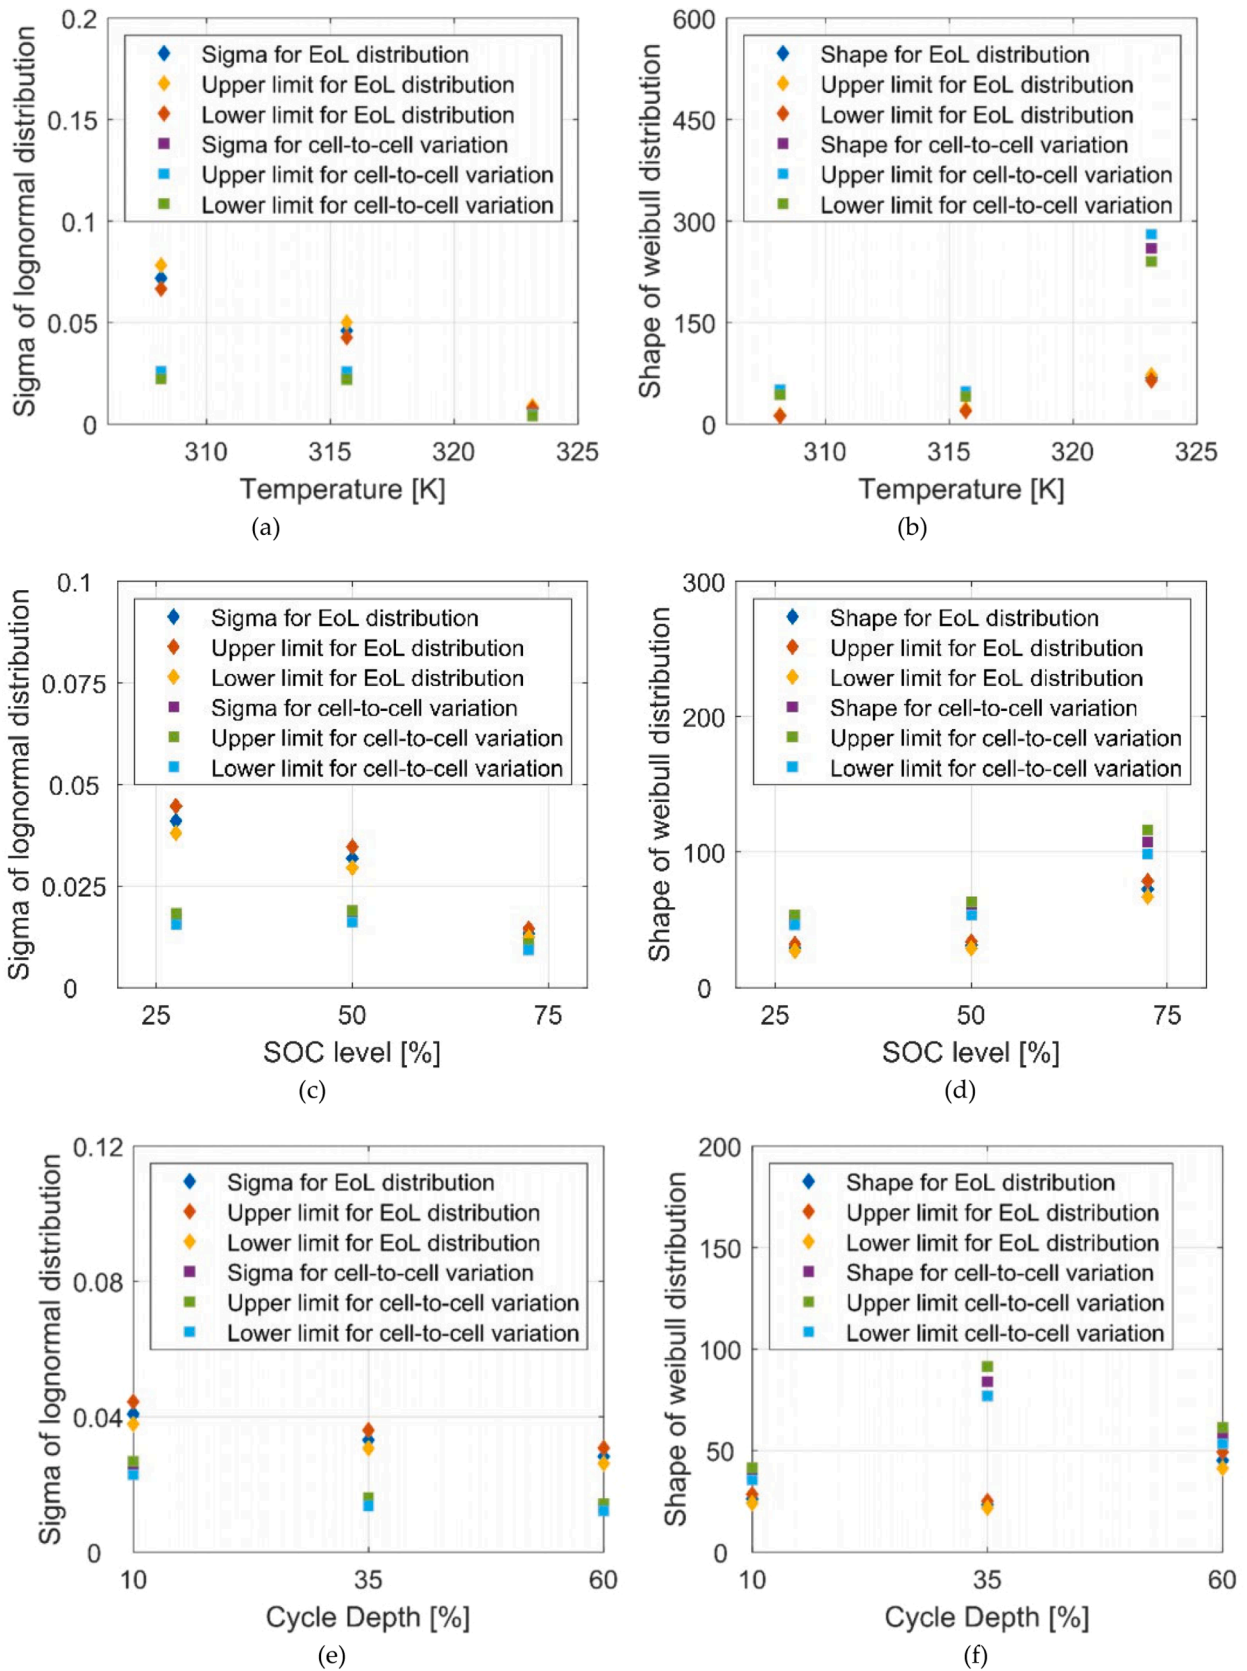 Sigma of lognormal distribution
0.2
0.15
0.1
0.05
0
Sigma for EoL distribution
Upper limit for EoL distribution
Lower limit for EoL distribution
Sigma for cell-to-cell variation
Upper limit for cell-to-cell variation
Lower limit for cell-to-cell variation
310 315 320 325
Temperature [K]
(a)
Shape of weibull distribution
600
450
300
150
0
Shape for EoL distribution
Upper limit for EoL distribution
Lower limit for EoL distribution
Shape for cell-to-cell variation
Upper limit for cell-to-cell variation
Lower limit for cell-to-cell variation
310 315 320 325
Temperature [K]
(b)
Sigma of lognormal distribution
0.1
0.075
0.05
0.025
0
Sigma for EoL distribution
Upper limit for EoL distribution
Lower limit for EoL distribution
Sigma for cell-to-cell variation
Upper limit for cell-to-cell variation
Lower limit for cell-to-cell variation
25 50 75
SOC level [%]
(c)
Shape of weibull distribution
300
200
100
0
Shape for EoL distribution
Upper limit for EoL distribution
Lower limit for EoL distribution
Shape for cell-to-cell variation
Upper limit for cell-to-cell variation
Lower limit for cell-to-cell variation
25 50 75
SOC level [%]
(d)
Sigma of lognormal distribution
0.12
0.08
0.04
0
Sigma for EoL distribution
Upper limit for EoL distribution
Lower limit for EoL distribution
Sigma for cell-to-cell variation
Upper limit for cell-to-cell variation
Lower limit for cell-to-cell variation
10 35 60
Cycle Depth [%]
(e)
Shape of weibull distribution
200
150
100
50
0
Shape for EoL distribution
Upper limit for EoL distribution
Lower limit for EoL distribution
Shape for cell-to-cell variation
Upper limit cell-to-cell variation
Lower limit cell-to-cell variation
10 35 60
Cycle Depth [%]
(f)